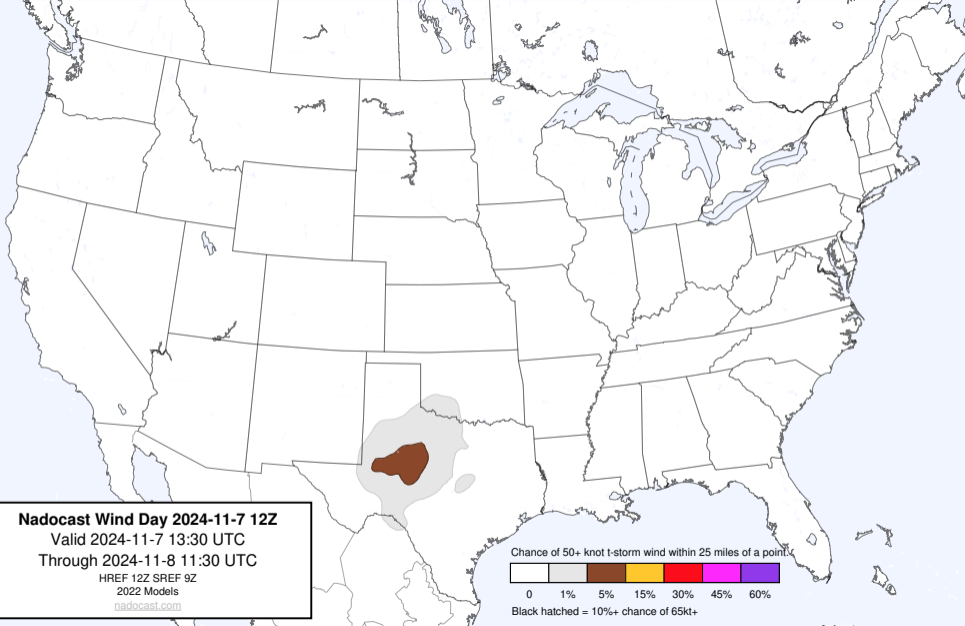 Nadocast Wind Day 2024-11-7 12Z
Valid 2024-11-7 13:30 UTC
Through 2024-11-8 11:30 UTC
HREF 12Z SREF 9Z
2022 Models
nadocast.com
Chance of 50+ knot t-storm wind within 25 miles of a point.
0 1% 5% 15% 30% 45% 60%
Black hatched = 10%+ chance of 65kt+